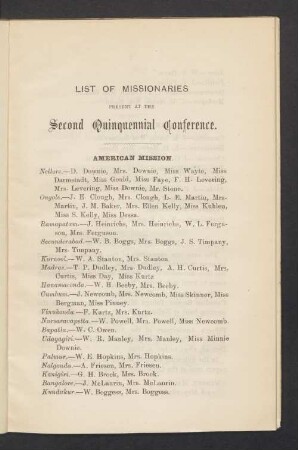 LIST OF MISSIONARIES
PRESENT AT THE
Second Quinquennial Conference.
AMERICAN MISSION
Nellore.—D. Downie, Mrs. Downie, Miss Wayte, Miss
Darmstadt, Miss Gould, Miss Faye, F. H. Levering,
Mrs. Levering, Miss Downie, Mr. Stone.
Ongole.—J. E. Clough, Mrs. Clough, L. E. Martin, Mrs.
Martin, J. M. Baker, Mrs. Ellen Kelly, Miss Kuhlen,
Miss S. Kelly, Miss Dessa.
Ramapatam.—J. Heinrichs, Mrs. Heinrichs, W. L. Fergu-
son, Mrs. Ferguson.
Secunderabad.—W. B. Boggs, Mrs. Boggs, J. S. Timpany,
Mrs. Timpany.
Kurnool.—W. A. Stanton, Mrs. Stanton.
Madras.—T. P. Dudley, Mrs. Dudley, A. H. Curtis, Mrs.
Curtis, Miss Day, Miss Kurtz
Hanamaconda.—W. H. Beeby, Mrs. Beeby.
Cumbum.—J. Newcomb, Mrs. Newcomb, Miss Skinner, Miss
Bergman, Miss Pinney.
Vinukonda—F. Kurtz, Mrs. Kurtz.
Nursaravupetta.—W. Powell, Mrs. Powell, Miss Newcomb.
Bapatla—W. C. Owen.
Udayagiri.—W. R. Manley, Mrs. Manley, Miss Minnie
Downie.
Palmur.—W. E. Hopkins, Mrs. Hopkins.
Nalgonda.—A. Friesen, Mrs. Friesen.
Kanigiri.—G. H. Brock, Mrs. Brock.
Bangalore.—J. McLaurin, Mrs. McLaurin.
Kundukur—W. Boggess, Mrs. Boggess.